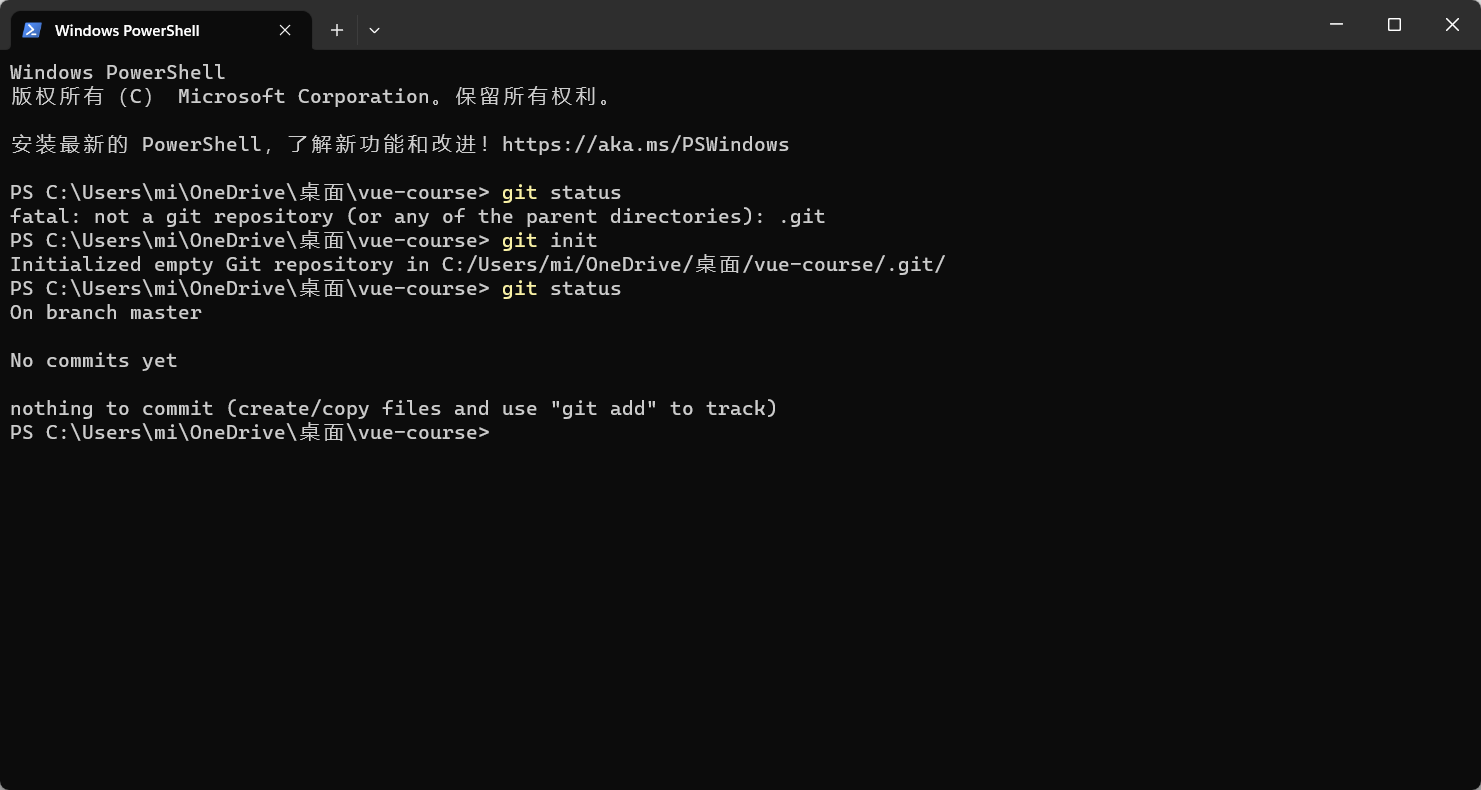 Windows PowerShell
Windows PowerShell
版权所有 (C) Microsoft Corporation。保留所有权利。
安装最新的 PowerShell，了解新功能和改进！https://aka.ms/PSWindows
PS C:\Users\mi\OneDrive\桌面\vue-course> git status
fatal: not a git repository (or any of the parent directories): .git
PS C:\Users\mi\OneDrive\桌面\vue-course> git init
Initialized empty Git repository in C:/Users/mi/OneDrive/桌面/vue-course/.git/
PS C:\Users\mi\OneDrive\桌面\vue-course> git status
On branch master
No commits yet
nothing to commit (create/copy files and use "git add" to track)
PS C:\Users\mi\OneDrive\桌面\vue-course>